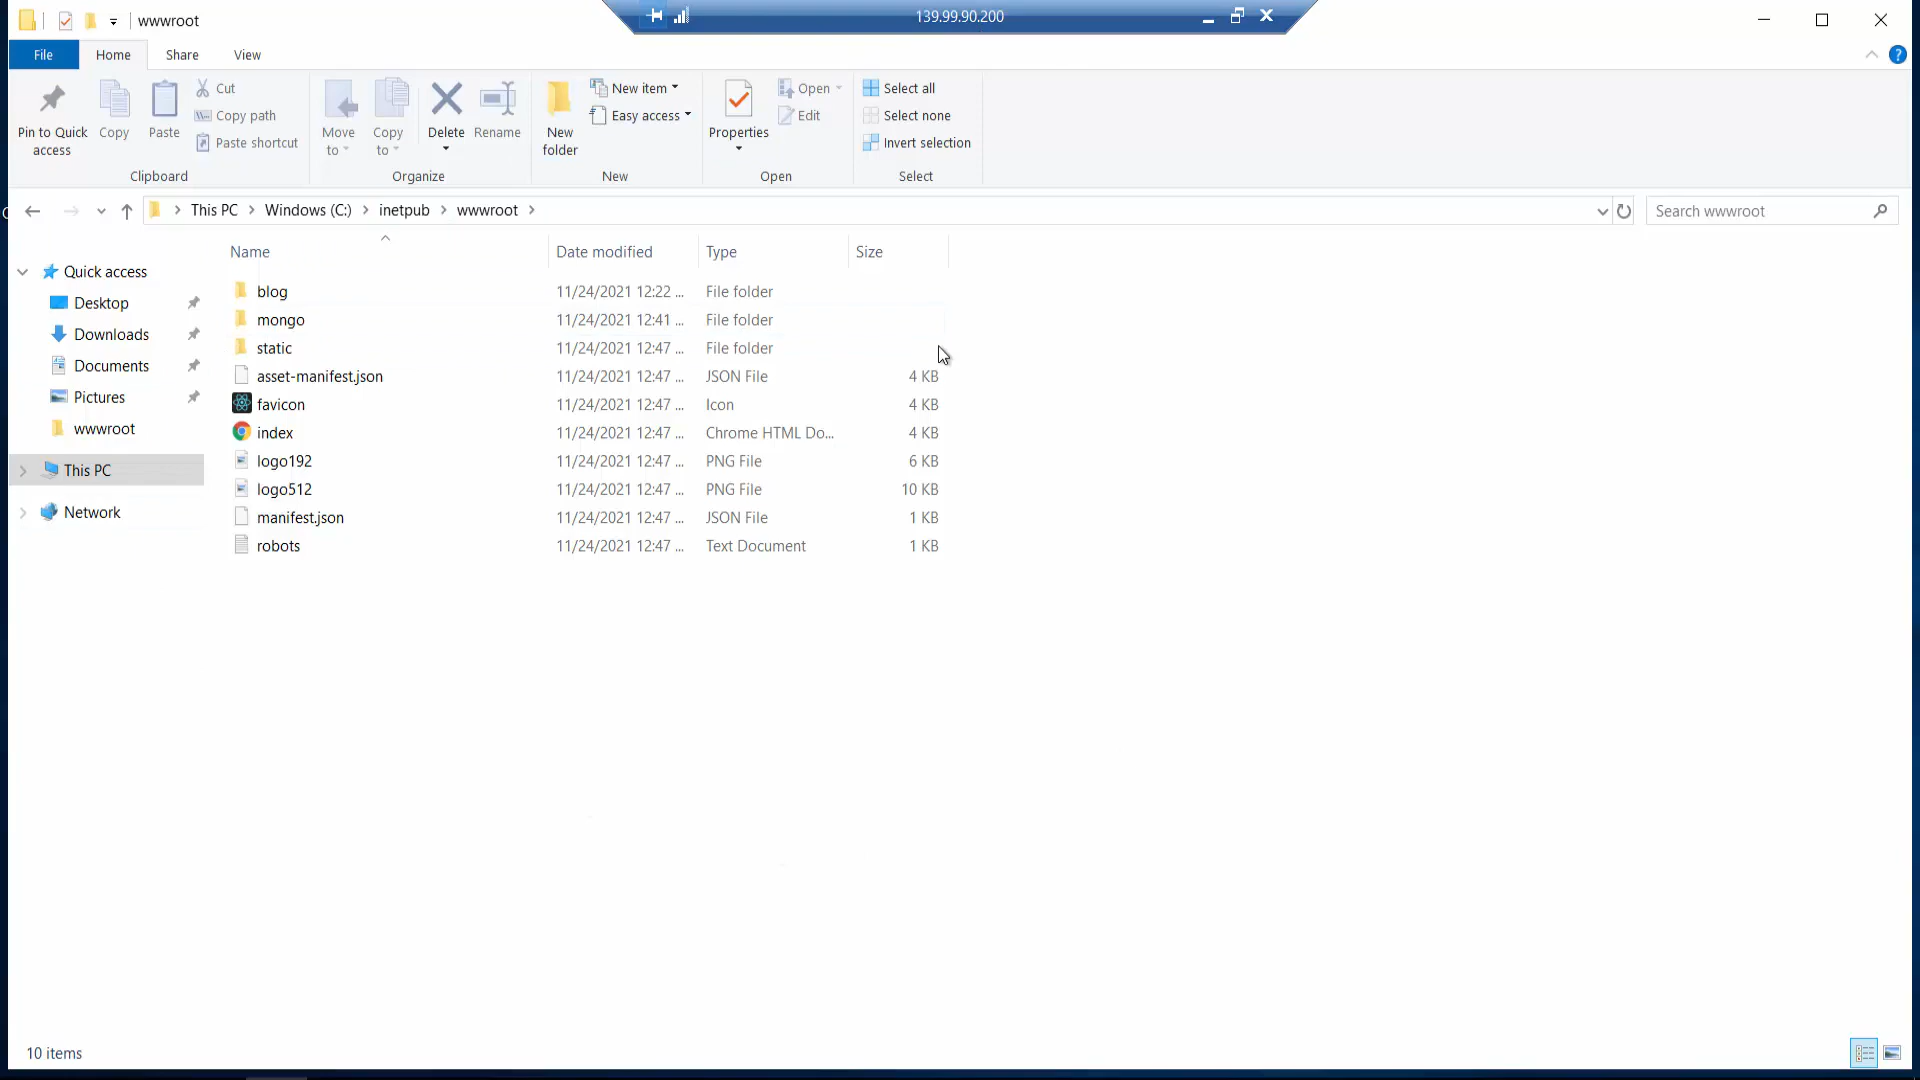 wwwroot
139.99.90.200
File
Home
Share
View
Pin to Quick access
Copy
Paste
Cut
Copy path
Paste shortcut
Clipboard
Move to
Copy to
Delete
Rename
Organize
New folder
New item
Easy access
New
Properties
Open
Edit
Open
Select all
Select none
Invert selection
Select
This PC > Windows (C:) > inetpub > wwwroot >
Search wwwroot
Name Date modified Type Size
Quick access
Desktop
Downloads
Documents
Pictures
wwwroot
This PC
Network
blog 11/24/2021 12:22 ... File folder
mongo 11/24/2021 12:41 ... File folder
static 11/24/2021 12:47 ... File folder
asset-manifest.json 11/24/2021 12:47 ... JSON File 4 KB
favicon 11/24/2021 12:47 ... Icon 4 KB
index 11/24/2021 12:47 ... Chrome HTML Do... 4 KB
logo192 11/24/2021 12:47 ... PNG File 6 KB
logo512 11/24/2021 12:47 ... PNG File 10 KB
manifest.json 11/24/2021 12:47 ... JSON File 1 KB
robots 11/24/2021 12:47 ... Text Document 1 KB
10 items